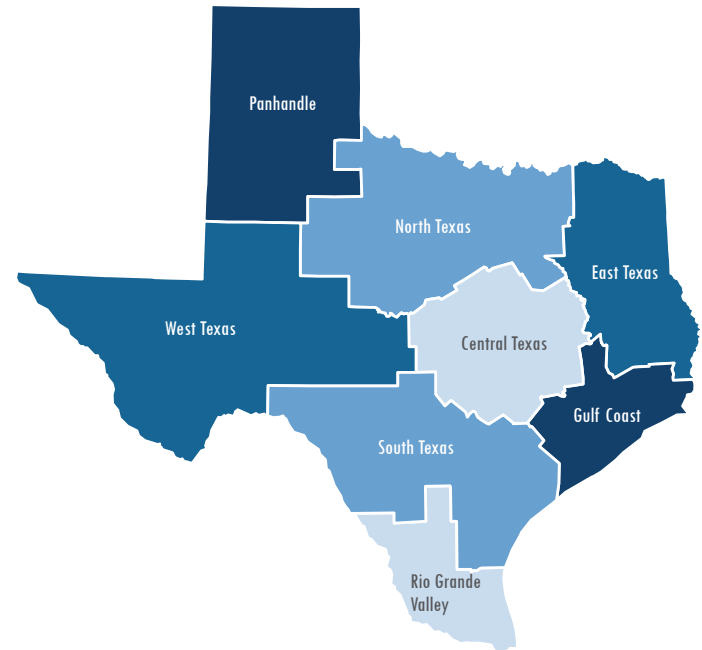 Panhandle
North Texas
East Texas
West Texas
Central Texas
Gulf Coast
South Texas
Rio Grande
Valley